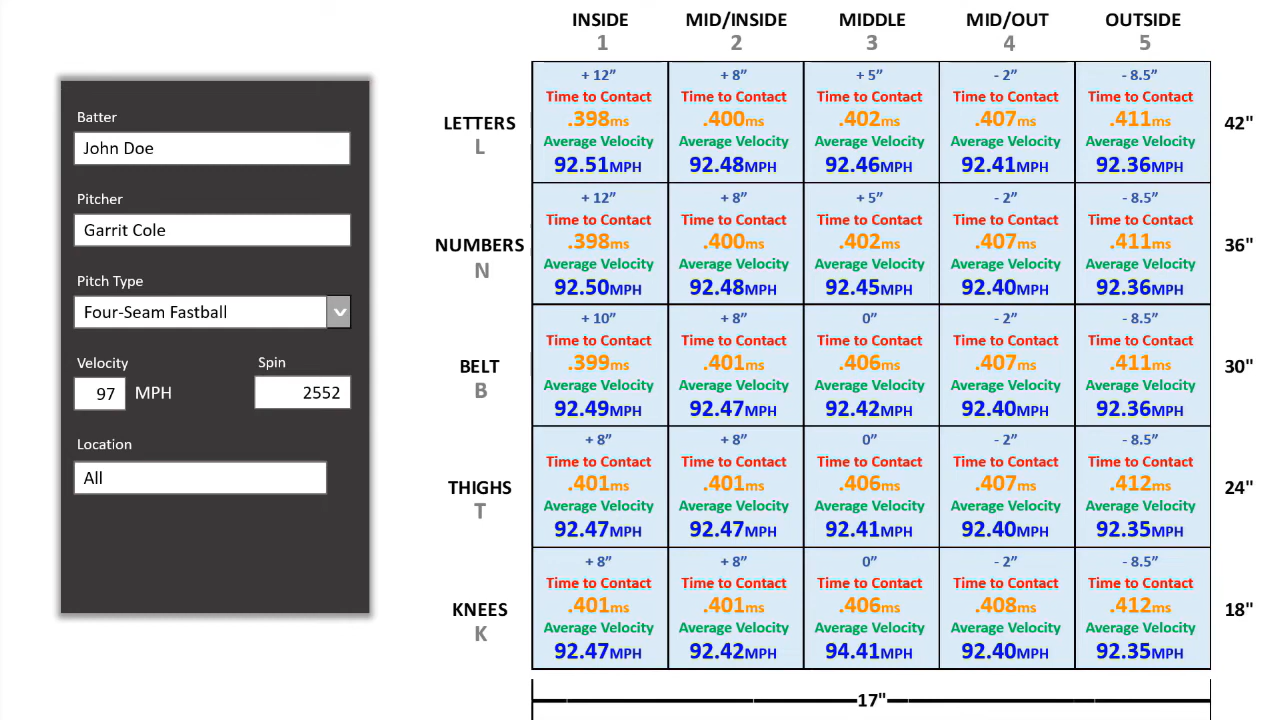 INSIDE MID/INSIDE MIDDLE MID/OUT OUTSIDE
1 2 3 4 5
Batter
John Doe
Pitcher
Garrit Cole
Pitch Type
Four-Seam Fastball
Velocity Spin
97 MPH 2552
Location
All
+ 12” + 8” + 5” - 2” - 8.5”
Time to Contact Time to Contact Time to Contact Time to Contact Time to Contact
LETTERS .398ms .400ms .402ms .407ms .411ms 42"
L Average Velocity Average Velocity Average Velocity Average Velocity Average Velocity
92.51MPH 92.48MPH 92.46MPH 92.41MPH 92.36MPH
+ 12” + 8” + 5” - 2” - 8.5”
Time to Contact Time to Contact Time to Contact Time to Contact Time to Contact
NUMBERS .398ms .400ms .402ms .407ms .411ms 36"
N Average Velocity Average Velocity Average Velocity Average Velocity Average Velocity
92.50MPH 92.48MPH 92.45MPH 92.40MPH 92.36MPH
+ 10” + 8” 0” - 2” - 8.5”
Time to Contact Time to Contact Time to Contact Time to Contact Time to Contact
BELT .399ms .401ms .406ms .407ms .411ms 30"
B Average Velocity Average Velocity Average Velocity Average Velocity Average Velocity
92.49MPH 92.47MPH 92.42MPH 92.40MPH 92.36MPH
+ 8” + 8” 0” - 2” - 8.5”
Time to Contact Time to Contact Time to Contact Time to Contact Time to Contact
THIGHS .401ms .401ms .406ms .407ms .412ms 24"
T Average Velocity Average Velocity Average Velocity Average Velocity Average Velocity
92.47MPH 92.47MPH 92.41MPH 92.40MPH 92.35MPH
+ 8” + 8” 0” - 2” - 8.5”
Time to Contact Time to Contact Time to Contact Time to Contact Time to Contact
KNEES .401ms .401ms .406ms .408ms .412ms 18"
K Average Velocity Average Velocity Average Velocity Average Velocity Average Velocity
92.47MPH 92.42MPH 94.41MPH 92.40MPH 92.35MPH
17"